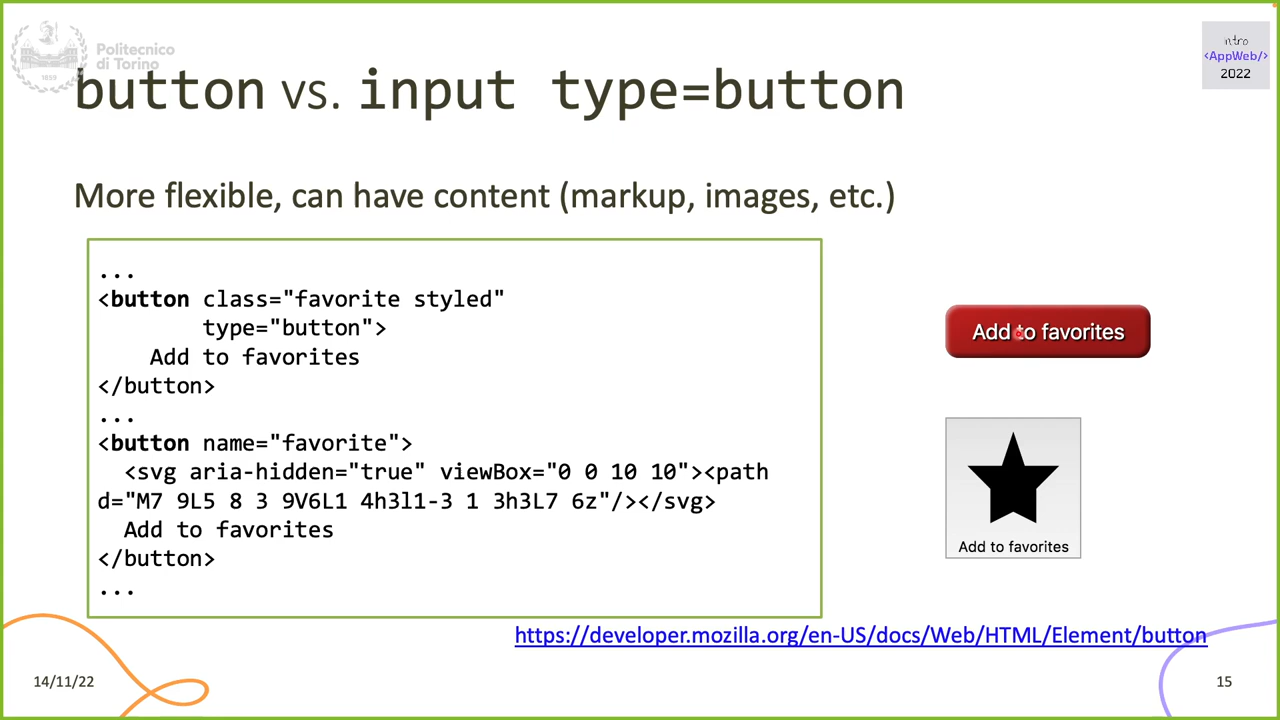 Politecnico
di Torino
1859
intro
<AppWeb/>
2022
button vs. input type=button
More flexible, can have content (markup, images, etc.)
...
<button class="favorite styled"
type="button">
Add to favorites
</button>
...
<button name="favorite">
<svg aria-hidden="true" viewBox="0 0 10 10"><path
d="M7 9L5 8 3 9V6L1 4h3l1-3 1 3h3L7 6z"/></svg>
Add to favorites
</button>
...
Add to favorites
Add to favorites
https://developer.mozilla.org/en-US/docs/Web/HTML/Element/button
14/11/22
15